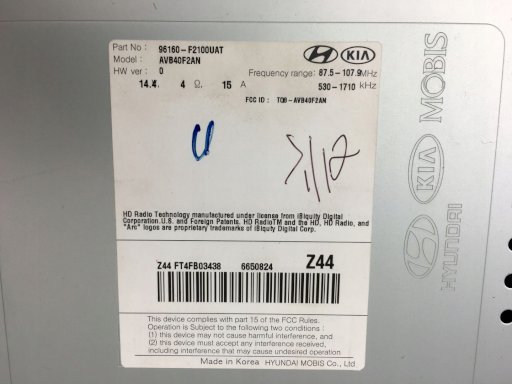 Part No : 96160-F2100UAT
Model : AVB40F2AN
HW ver : 0
14.4. 4 Ω, 15 A
KIA
Frequency range: 87.5-107.9MHz
530-1710 kHz
FCC ID : TQ8-AVB40F2AN
HD Radio Technology manufactured under license from iBiquity Digital
Corporation.U.S. and Foreign Patents. HD RadioTM and the HD, HD Radio, and
"Arc" logos are proprietary trademarks of iBiquity Digital Corp.
Z44 FT4FB03438 6650824 Z44
This device complies with part 15 of the FCC Rules.
Operation is Subject to the following two conditions :
(1) this device may not cause harmful interference, and
(2) this device must accept any interference received,
including interference that may cause undesired operation
Made in Korea HYUNDAI MOBIS Co., Ltd
HYUNDAI KIA MOBIS